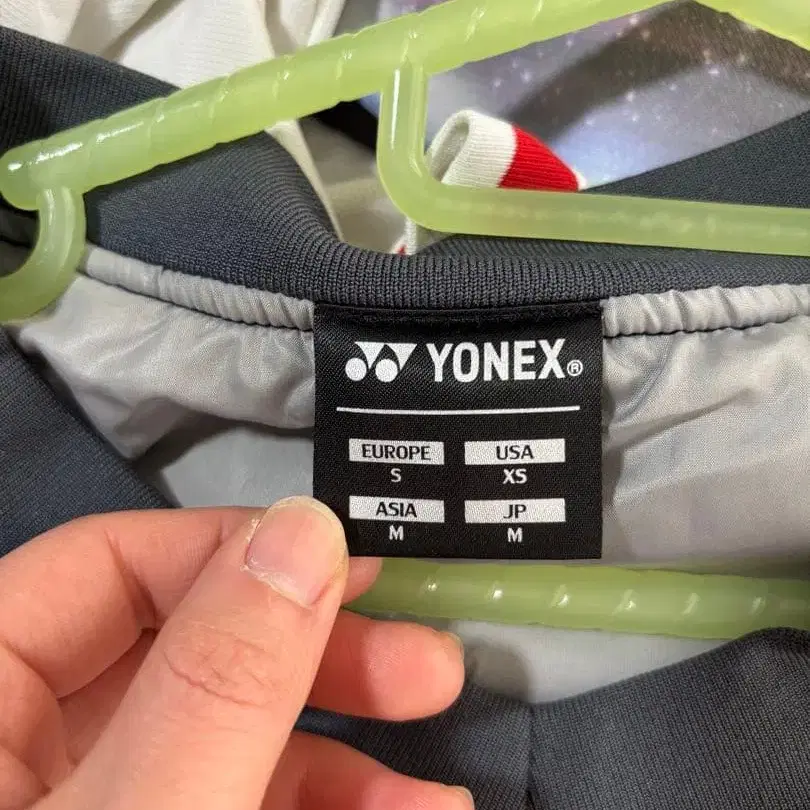 YONEX®
EUROPE USA
S XS
ASIA JP
M M